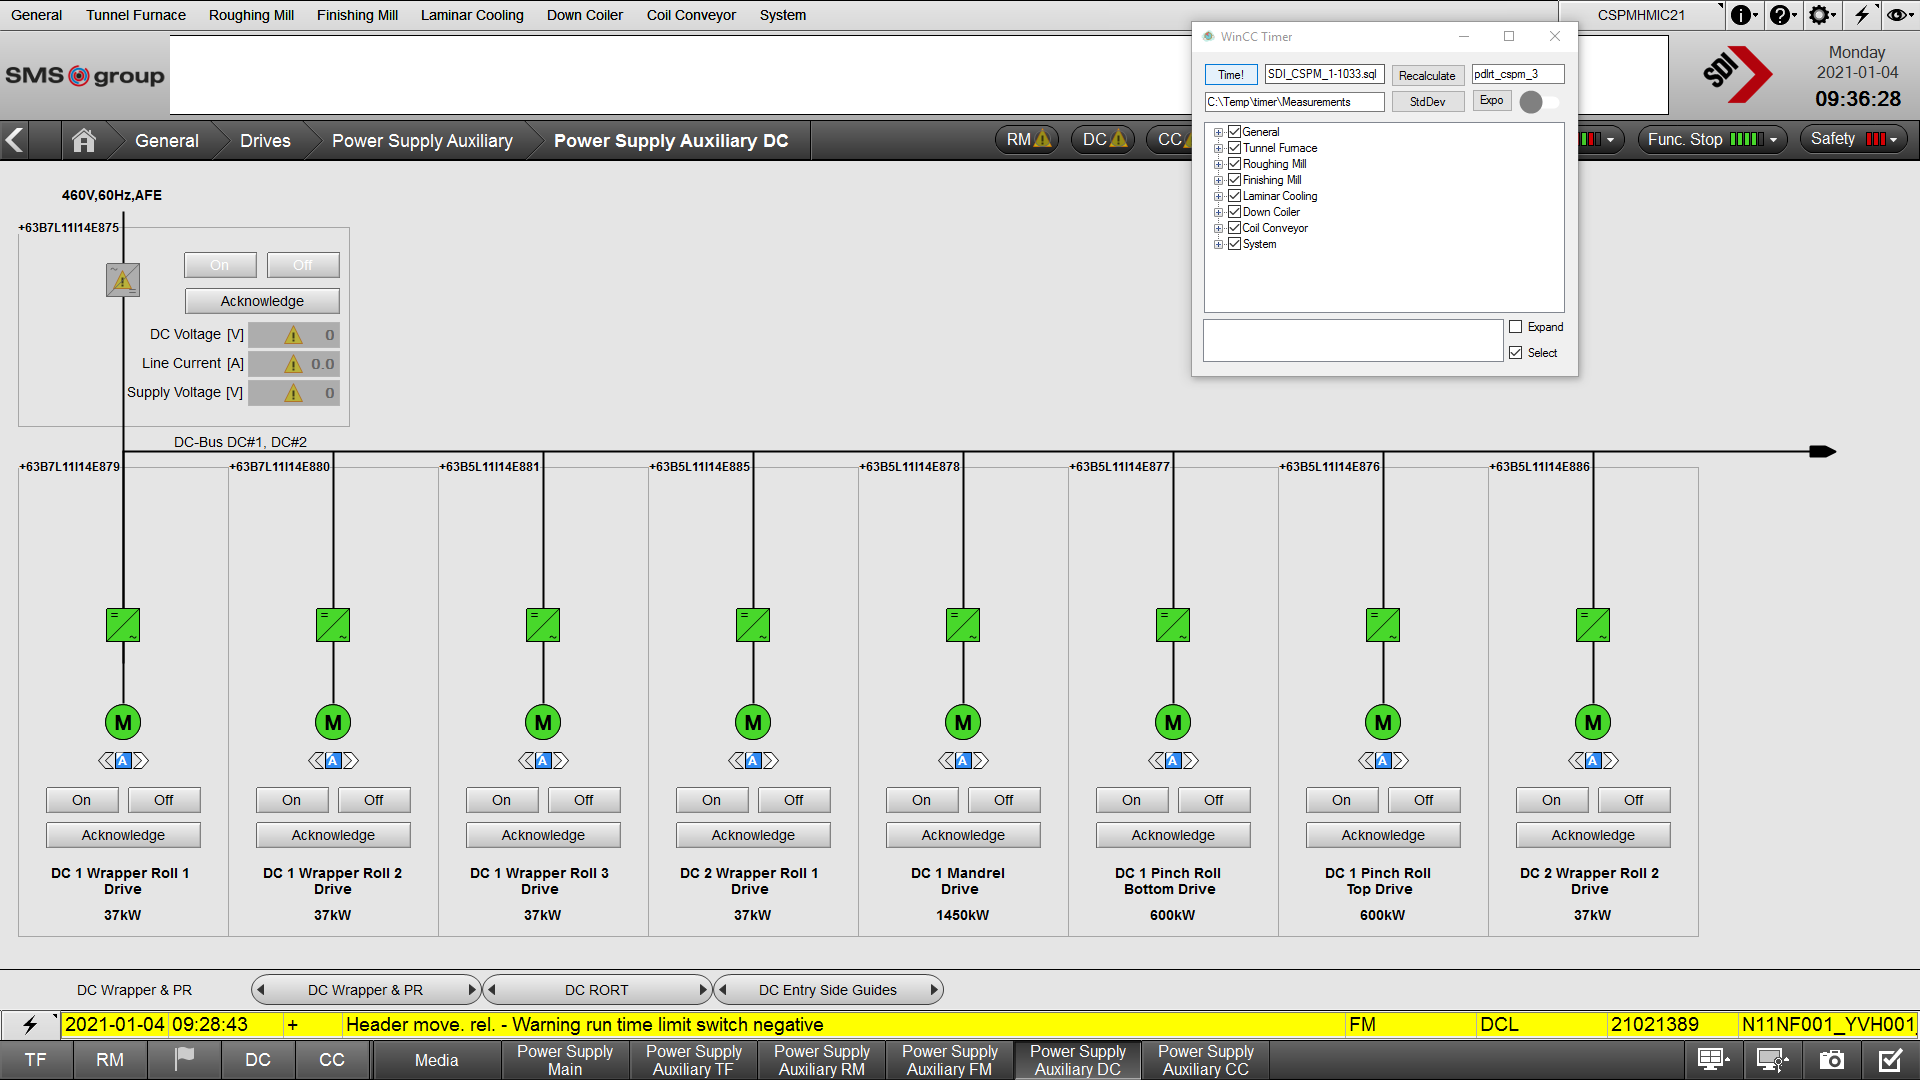 General Tunnel Furnace Roughing Mill Finishing Mill Laminar Cooling Down Coiler Coil Conveyor System CSPMHMIC21
SMS group
WinCC Timer
Time! SDI_CSPM_1-1033.sql Recalculate pdlrt_cspm_3
C:\Temp\timer\Measurements StdDev Expo
General
Tunnel Furnace
Roughing Mill
Finishing Mill
Laminar Cooling
Down Coiler
Coil Conveyor
System
Expand
Select
SDI
Monday
2021-01-04
09:36:28
General Drives Power Supply Auxiliary Power Supply Auxiliary DC RM DC CC Func. Stop Safety
460V,60Hz,AFE
+63B7L11I14E875
On Off
Acknowledge
DC Voltage [V] 0
Line Current [A] 0.0
Supply Voltage [V] 0
DC-Bus DC#1, DC#2
+63B7L11I14E879 +63B7L11I14E880 +63B5L11I14E881 +63B5L11I14E885 +63B5L11I14E878 +63B5L11I14E877 +63B5L11I14E876 +63B5L11I14E886
M M M M M M M M
A A A A A A A A
On Off On Off On Off On Off On Off On Off On Off On Off
Acknowledge Acknowledge Acknowledge Acknowledge Acknowledge Acknowledge Acknowledge Acknowledge
DC 1 Wrapper Roll 1 DC 1 Wrapper Roll 2 DC 1 Wrapper Roll 3 DC 2 Wrapper Roll 1 DC 1 Mandrel DC 1 Pinch Roll DC 1 Pinch Roll DC 2 Wrapper Roll 2
Drive Drive Drive Drive Drive Bottom Drive Top Drive Drive
37kW 37kW 37kW 37kW 1450kW 600kW 600kW 37kW
DC Wrapper & PR DC Wrapper & PR DC RORT DC Entry Side Guides
2021-01-04 09:28:43 + Header move. rel. - Warning run time limit switch negative FM DCL 21021389 N11NF001_YVH001
TF RM DC CC Media Power Supply Power Supply Power Supply Power Supply Power Supply Power Supply
Main Auxiliary TF Auxiliary RM Auxiliary FM Auxiliary DC Auxiliary CC